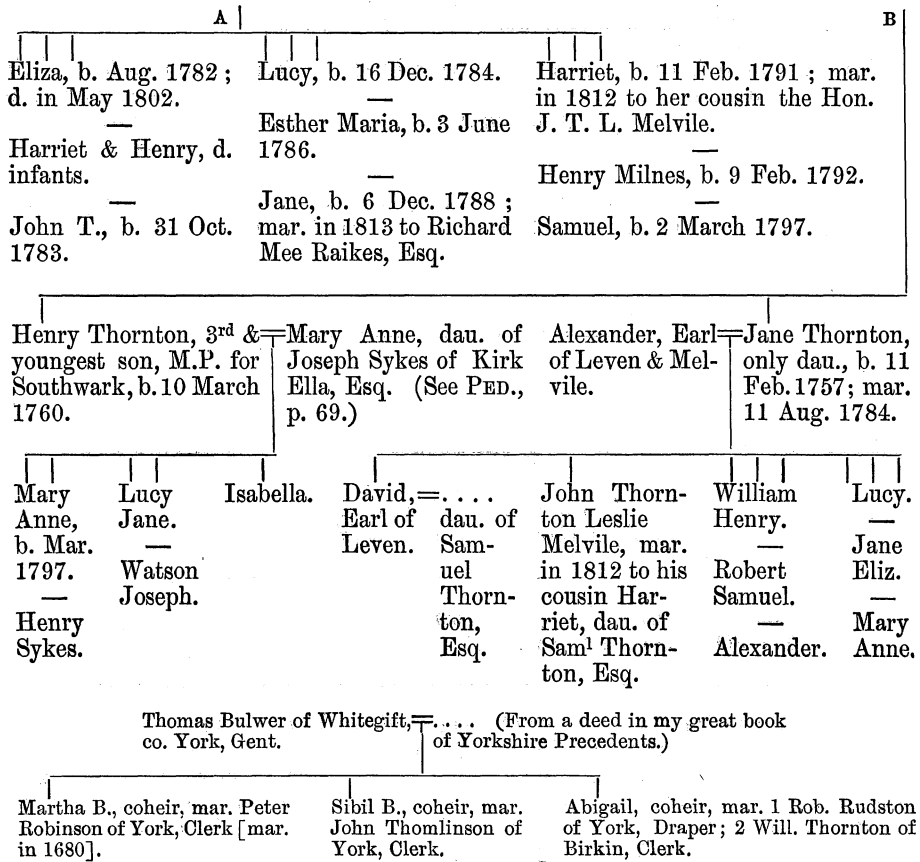 A
B
Eliza, b. Aug. 1782 ;
d. in May 1802.
—
Harriet & Henry, d.
infants.
—
John T., b. 31 Oct.
1783.
Lucy, b. 16 Dec. 1784.
—
Esther Maria, b. 3 June
1786.
—
Jane, b. 6 Dec. 1788 ;
mar. in 1813 to Richard
Mee Raikes, Esq.
Harriet, b. 11 Feb. 1791 ; mar.
in 1812 to her cousin the Hon.
J. T. L. Melvile.
—
Henry Milnes, b. 9 Feb. 1792.
—
Samuel, b. 2 March 1797.
Henry Thornton, 3rd &
youngest son, M.P. for
Southwark, b. 10 March
1760.
Mary Anne, dau. of
Joseph Sykes of Kirk
Ella, Esq. (See PED.,
p. 69.)
Alexander, Earl
of Leven & Mel-
vile.
Jane Thornton,
only dau., b. 11
Feb. 1757; mar.
11 Aug. 1784.
Mary
Anne,
b. Mar.
1797.
—
Henry
Sykes.
Lucy
Jane.
—
Watson
Joseph.
Isabella.
David,
Earl of
Leven.
=. . . .
dau. of
Sam-
uel
Thorn-
ton,
Esq.
John Thorn-
ton Leslie
Melvile, mar.
in 1812 to his
cousin Har-
riet, dau. of
Saml Thorn-
ton, Esq.
William
Henry.
—
Robert
Samuel.
—
Alexander.
Lucy.
—
Jane
Eliz.
—
Mary
Anne.
Thomas Bulwer of Whitegift,=. . . . (From a deed in my great book
co. York, Gent. of Yorkshire Precedents.)
Martha B., coheir, mar. Peter
Robinson of York, Clerk [mar.
in 1680].
Sibil B., coheir, mar.
John Thomlinson of
York, Clerk.
Abigail, coheir, mar. 1 Rob. Rudston
of York, Draper ; 2 Will. Thornton of
Birkin, Clerk.